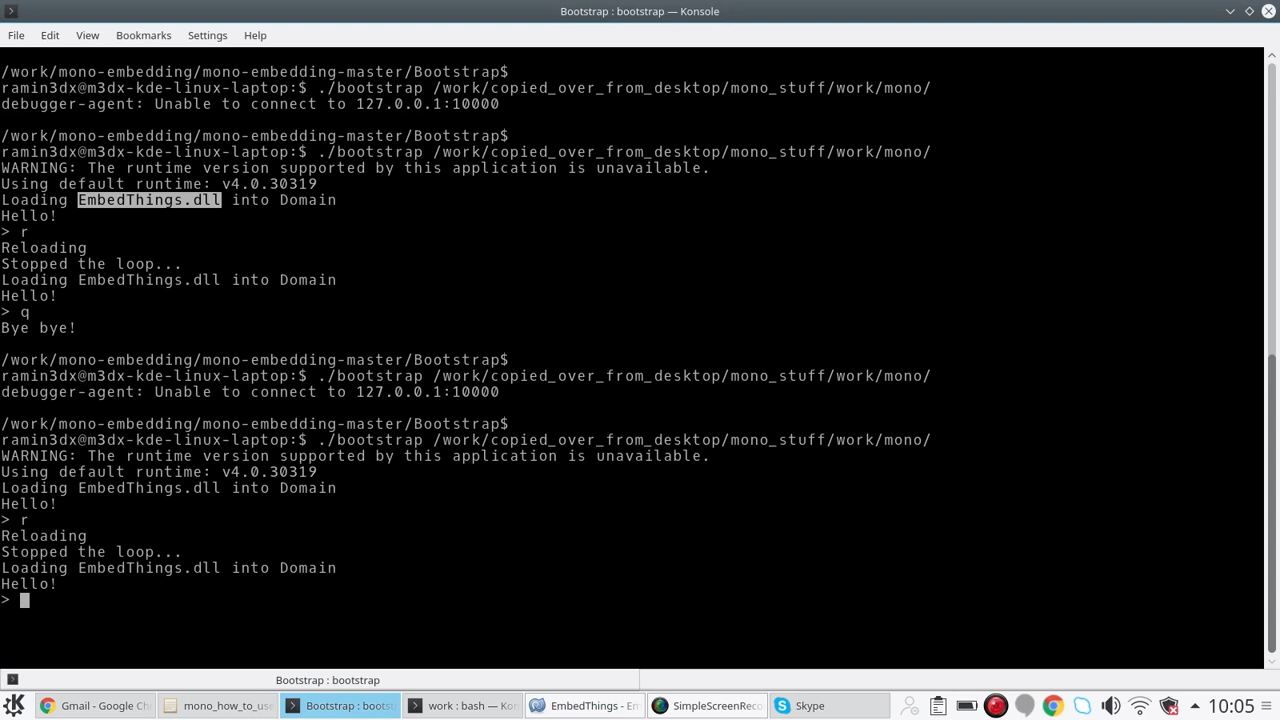 Bootstrap : bootstrap — Konsole
File Edit View Bookmarks Settings Help
/work/mono-embedding/mono-embedding-master/Bootstrap$
ramin3dx@m3dx-kde-linux-laptop:$ ./bootstrap /work/copied_over_from_desktop/mono_stuff/work/mono/
debugger-agent: Unable to connect to 127.0.0.1:10000
/work/mono-embedding/mono-embedding-master/Bootstrap$
ramin3dx@m3dx-kde-linux-laptop:$ ./bootstrap /work/copied_over_from_desktop/mono_stuff/work/mono/
WARNING: The runtime version supported by this application is unavailable.
Using default runtime: v4.0.30319
Loading EmbedThings.dll into Domain
Hello!
> r
Reloading
Stopped the loop...
Loading EmbedThings.dll into Domain
Hello!
> q
Bye bye!
/work/mono-embedding/mono-embedding-master/Bootstrap$
ramin3dx@m3dx-kde-linux-laptop:$ ./bootstrap /work/copied_over_from_desktop/mono_stuff/work/mono/
debugger-agent: Unable to connect to 127.0.0.1:10000
/work/mono-embedding/mono-embedding-master/Bootstrap$
ramin3dx@m3dx-kde-linux-laptop:$ ./bootstrap /work/copied_over_from_desktop/mono_stuff/work/mono/
WARNING: The runtime version supported by this application is unavailable.
Using default runtime: v4.0.30319
Loading EmbedThings.dll into Domain
Hello!
> r
Reloading
Stopped the loop...
Loading EmbedThings.dll into Domain
Hello!
>
Bootstrap : bootstrap
Gmail - Google Ch mono_how_to_use Bootstrap : boots work : bash — Ko EmbedThings - Em SimpleScreenReco Skype 10:05